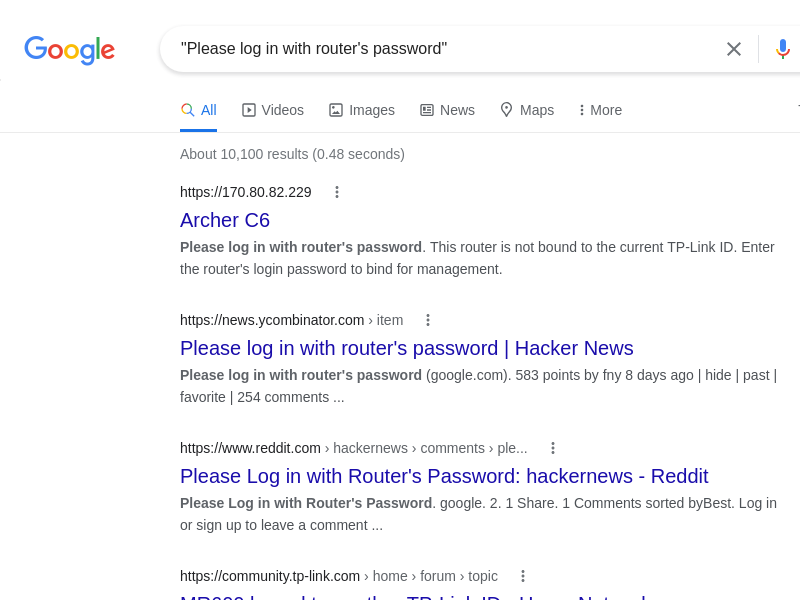 Google
"Please log in with router's password"
All Videos Images News Maps More
About 10,100 results (0.48 seconds)
https://170.80.82.229
Archer C6
Please log in with router's password. This router is not bound to the current TP-Link ID. Enter
the router's login password to bind for management.
https://news.ycombinator.com › item
Please log in with router's password | Hacker News
Please log in with router's password (google.com). 583 points by fny 8 days ago | hide | past |
favorite | 254 comments ...
https://www.reddit.com › hackernews › comments › ple...
Please Log in with Router's Password: hackernews - Reddit
Please Log in with Router's Password. google. 2. 1 Share. 1 Comments sorted byBest. Log in
or sign up to leave a comment ...
https://community.tp-link.com › home › forum › topic